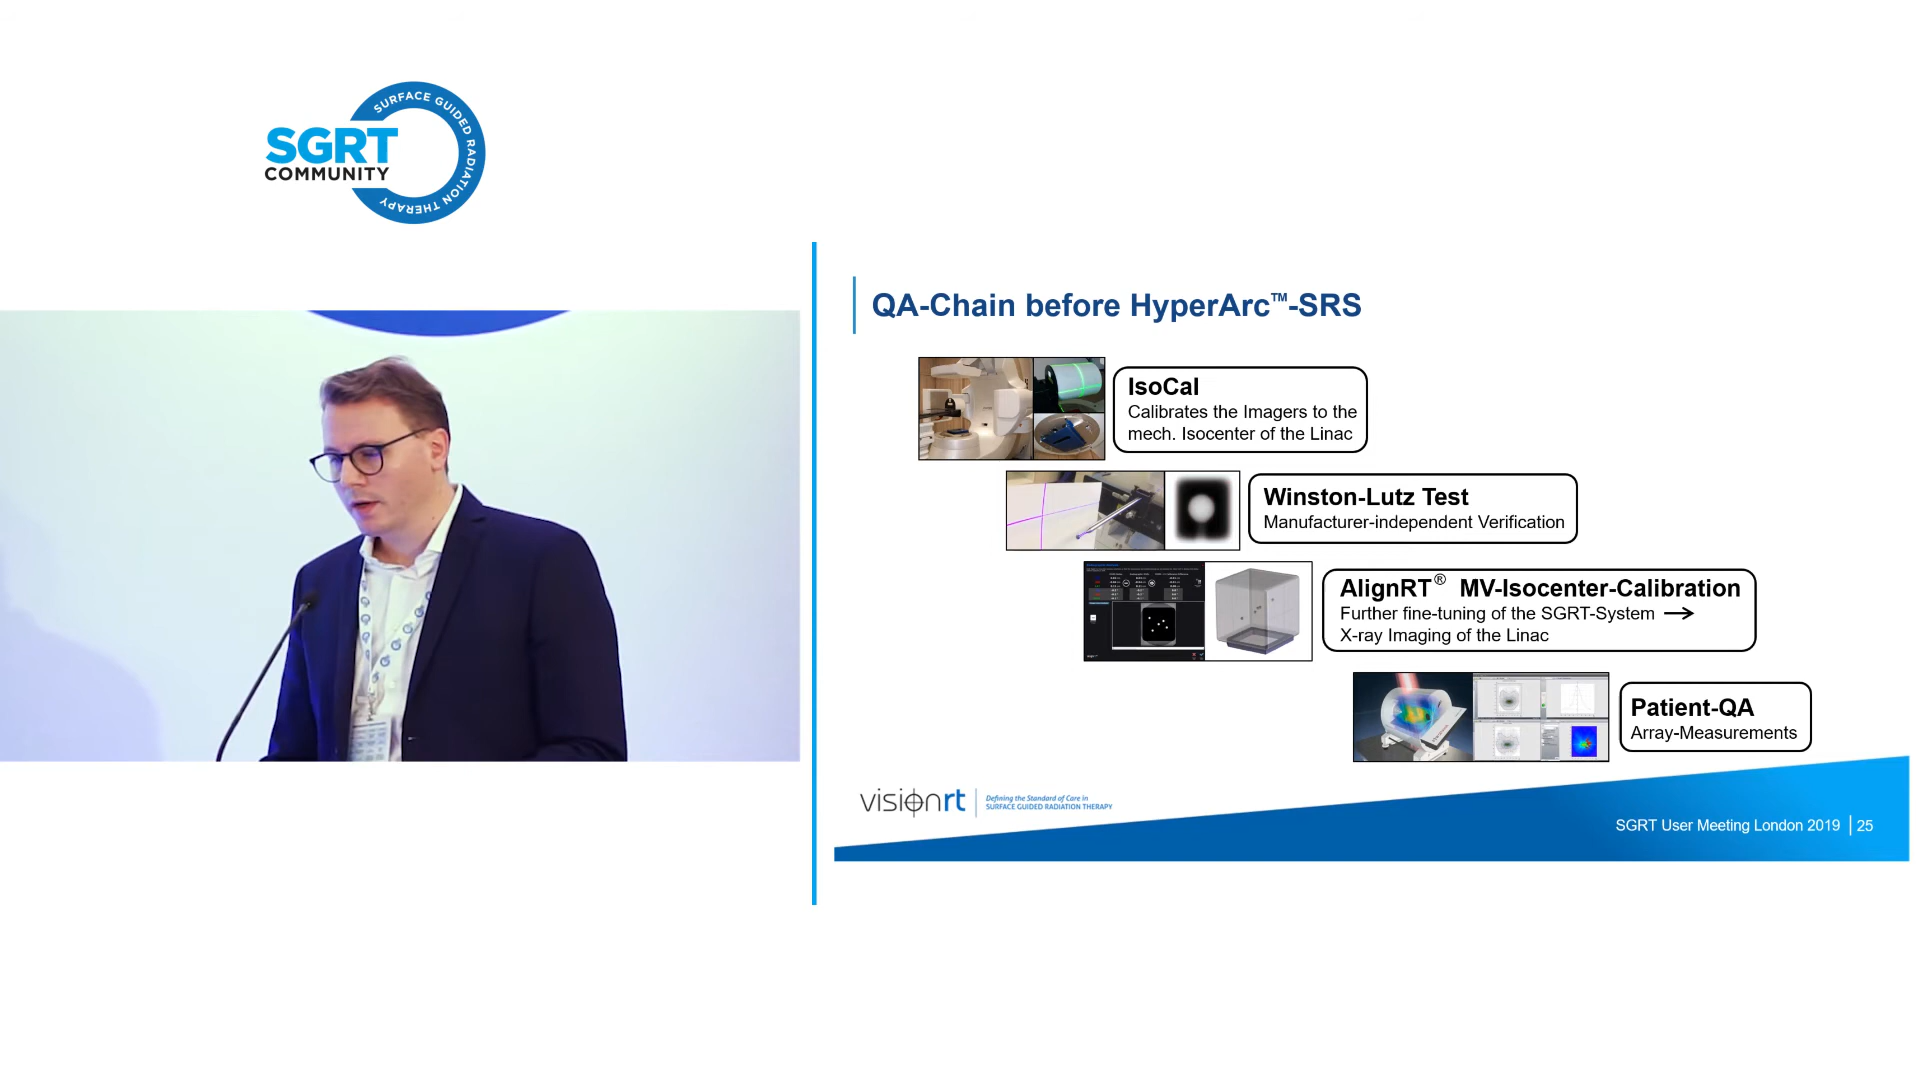 SURFACE GUIDED RADIATION THERAPY
SGRT
COMMUNITY
QA-Chain before HyperArc™-SRS
IsoCal
Calibrates the Imagers to the
mech. Isocenter of the Linac
Winston-Lutz Test
Manufacturer-independent Verification
AlignRT® MV-Isocenter-Calibration
Further fine-tuning of the SGRT-System →
X-ray Imaging of the Linac
Patient-QA
Array-Measurements
visionrt
Defining the Standard of Care in
SURFACE GUIDED RADIATION THERAPY
SGRT User Meeting London 2019 | 25